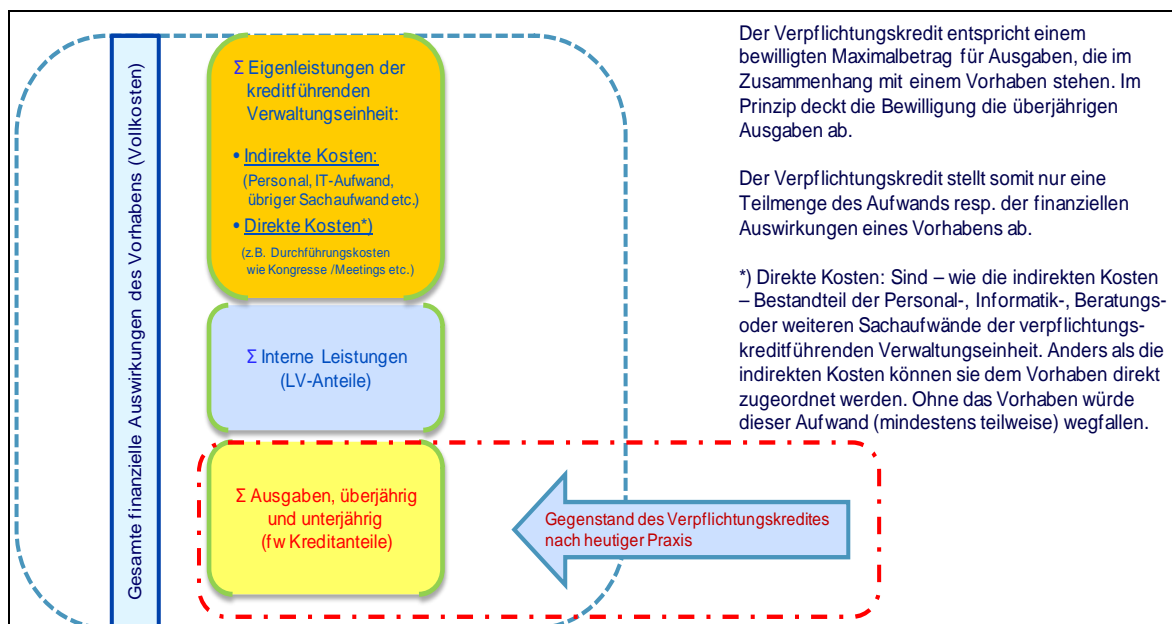 Gesamte finanzielle Auswirkungen des Vorhabens (Vollkosten)
Σ Eigenleistungen der
kreditführenden
Verwaltungseinheit:
• Indirekte Kosten:
(Personal, IT-Aufwand,
übriger Sachaufwand etc.)
• Direkte Kosten*)
(z.B. Durchführungskosten
wie Kongresse /Meetings etc.)
Σ Interne Leistungen
(LV-Anteile)
Σ Ausgaben, überjährig
und unterjährig
(fw Kreditanteile)
Gegenstand des Verpflichtungskredites
nach heutiger Praxis
Der Verpflichtungskredit entspricht einem
bewilligten Maximalbetrag für Ausgaben, die im
Zusammenhang mit einem Vorhaben stehen. Im
Prinzip deckt die Bewilligung die überjährigen
Ausgaben ab.
Der Verpflichtungskredit stellt somit nur eine
Teilmenge des Aufwands resp. der finanziellen
Auswirkungen eines Vorhabens ab.
*) Direkte Kosten: Sind – wie die indirekten Kosten
– Bestandteil der Personal-, Informatik-, Beratungs-
oder weiteren Sachaufwände der verpflichtungs-
kreditführenden Verwaltungseinheit. Anders als die
indirekten Kosten können sie dem Vorhaben direkt
zugeordnet werden. Ohne das Vorhaben würde
dieser Aufwand (mindestens teilweise) wegfallen.